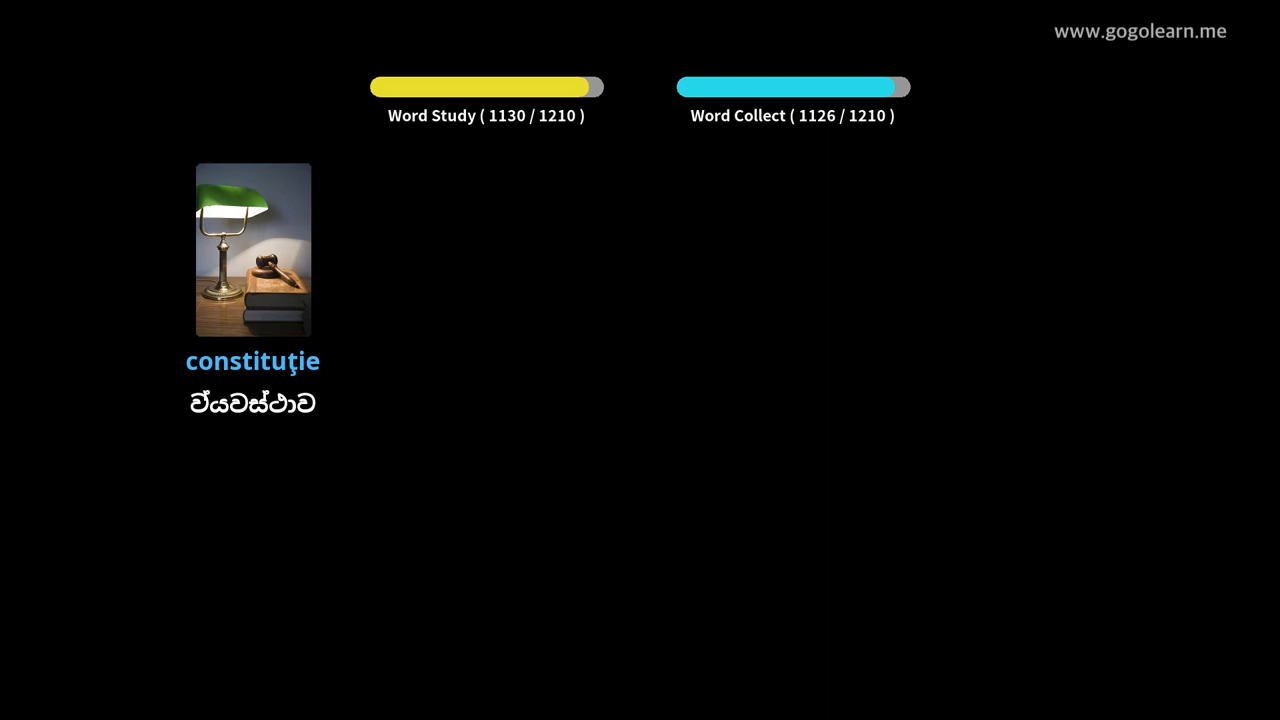 www.gogolearn.me
Word Study ( 1130 / 1210 )
Word Collect ( 1126 / 1210 )
constituţie
ව්‍යවස්ථාව